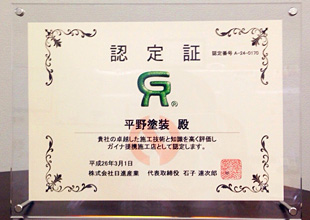 認定証
認定番号 A-24-0170
GR®
平野塗装 殿
貴社の卓越した施工技術と知識を高く評価し
ガイナ提携施工店として認定します。
平成26年3月1日
株式会社日進産業 代表取締役 石子 達次郎